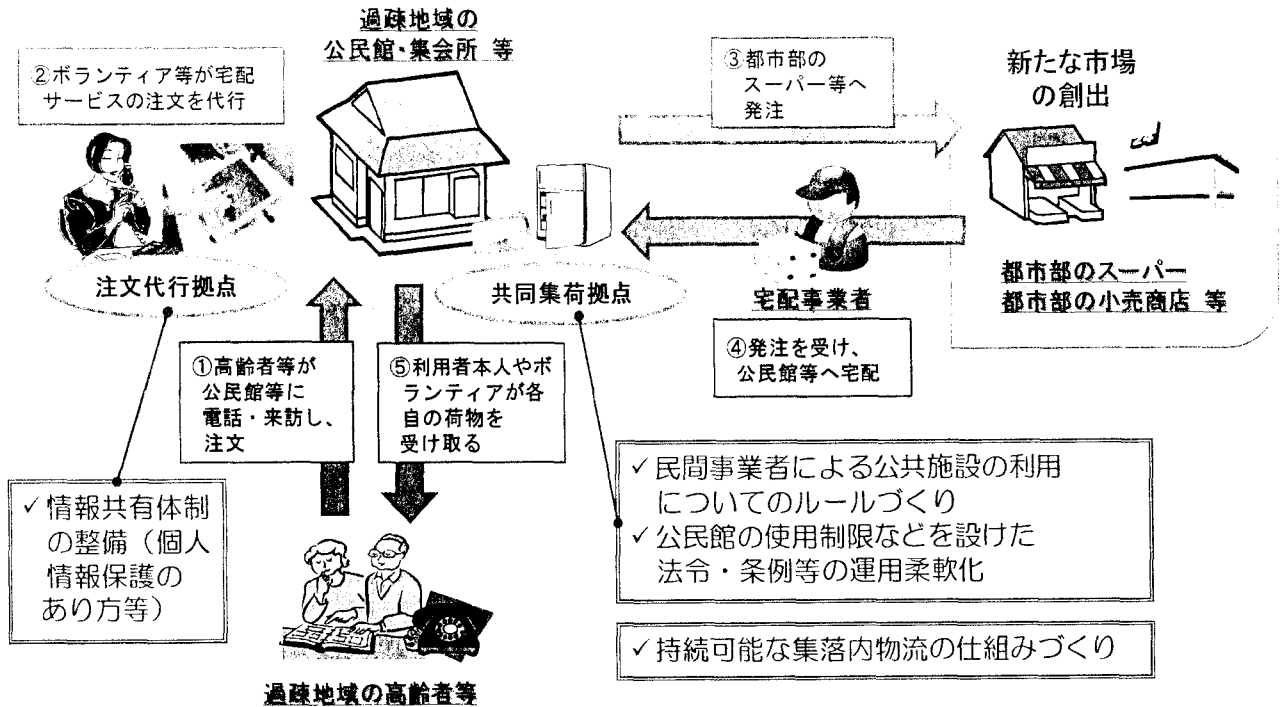 過疎地域の
公民館・集会所 等
②ボランティア等が宅配
サービスの注文を代行
③都市部の
スーパー等へ
発注
新たな市場
の創出
注文代行拠点
共同集荷拠点
宅配事業者
都市部のスーパー
都市部の小売商店 等
④発注を受け、
公民館等へ宅配
①高齢者等が
公民館等に
電話・来訪し、
注文
⑤利用者本人やボ
ランティアが各
自の荷物を
受け取る
✓ 情報共有体制
の整備（個人
情報保護の
あり方等）
✓ 民間事業者による公共施設の利用
についてのルールづくり
✓ 公民館の使用制限などを設けた
法令・条例等の運用柔軟化
✓ 持続可能な集落内物流の仕組みづくり
過疎地域の高齢者等